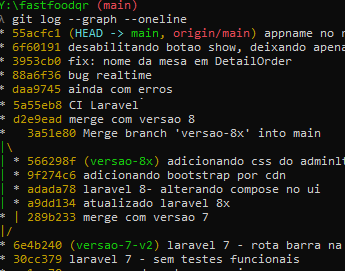 Y:\fastfoodqr (main)
λ git log --graph --oneline
* 55acfc1 (HEAD -> main, origin/main) appname no
* 6f60191 desabilitando botao show, deixando apena
* 3953cb0 fix: nome da mesa em DetailOrder
* 88a6f36 bug realtime
* daa9745 ainda com erros
* 5a55eb8 CI Laravel
* d2e9ead merge com versao 8
*   3a51e80 Merge branch 'versao-8x' into main
|\
| * 566298f (versao-8x) adicionando css do adminlt
| * 9f274c6 adicionando bootstrap por cdn
| * adada78 laravel 8- alterando compose no ui
| * a9dd134 atualizado laravel 8x
* | 289b233 merge com versao 7
|/
* 6e4b240 (versao-7-v2) laravel 7 - rota barra na
* 30cc379 laravel 7 - sem testes funcionais